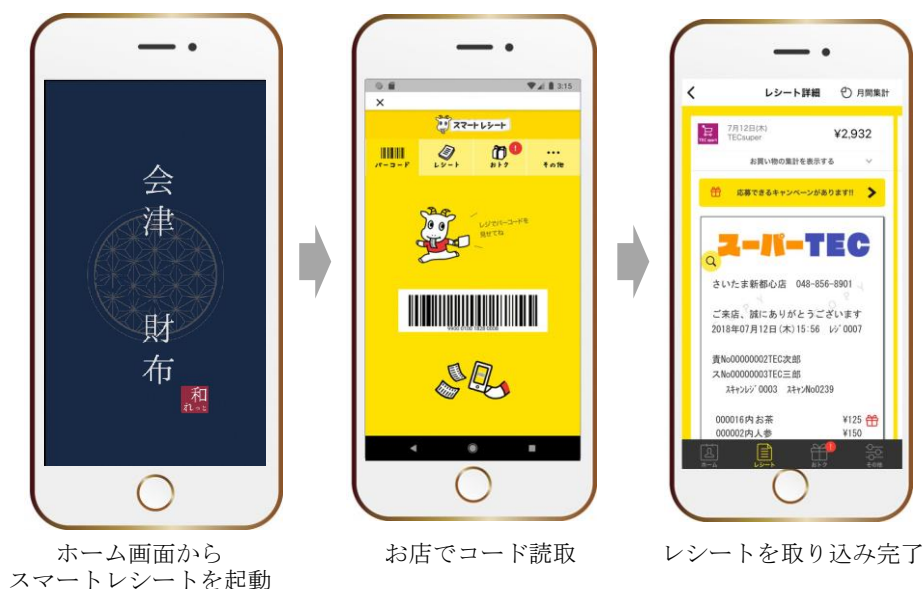 会津
財布
和
れっと
ホーム画面から
スマートレシートを起動
3:15
×
スマートレシート
バーコード
レシート
おトク
1
その他
レジでバーコードを
見せてね
9900 0100 1020 0000
お店でコード読取
レシート詳細
月間集計
TEC super
7月12日(木)
TECsuper
¥2,932
お買い物の集計を表示する
応募できるキャンペーンがあります!!
スーパーTEC
さいたま新都心店 048-856-8901
ご来店、誠にありがとうございます
2018年07月12日(木)15:56 レジ0007
責No00000002TEC次郎
スNo00000003TEC三郎
スキャンレジ0003 スキャンNo0239
000016内お茶 ¥125
000002内人参 ¥150
ホーム
レシート
おトク
1
その他
レシートを取り込み完了